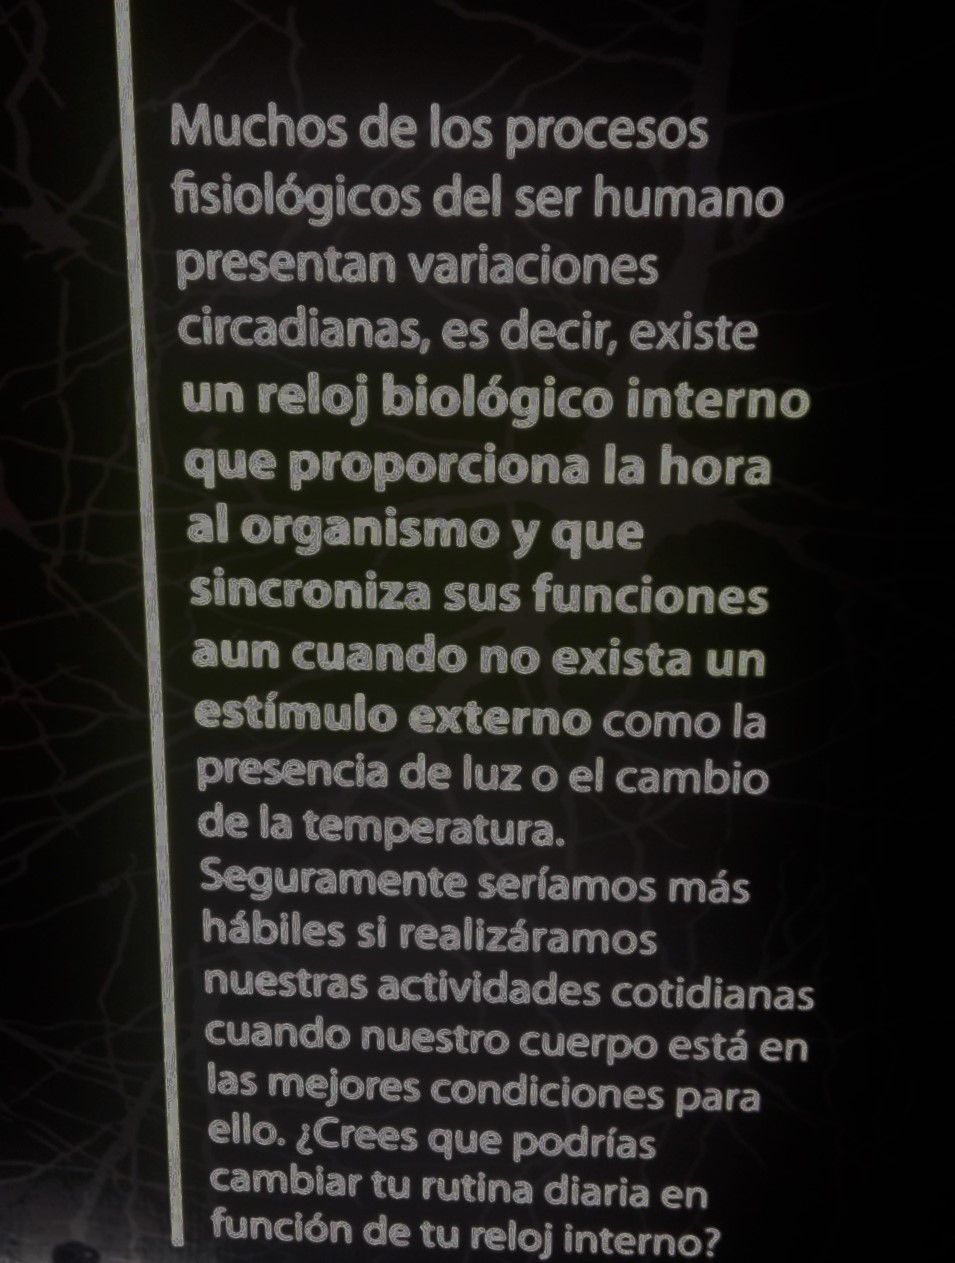 Muchos de los procesos
fisiológicos del ser humano
presentan variaciones
circadianas, es decir, existe
un reloj biológico interno
que proporciona la hora
al organismo y que
sincroniza sus funciones
aun cuando no exista un
estímulo externo como la
presencia de luz o el cambio
de la temperatura.
Seguramente seríamos más
hábiles si realizáramos
nuestras actividades cotidianas
cuando nuestro cuerpo está en
las mejores condiciones para
ello. ¿Crees que podrías
cambiar tu rutina diaria en
función de tu reloj interno?